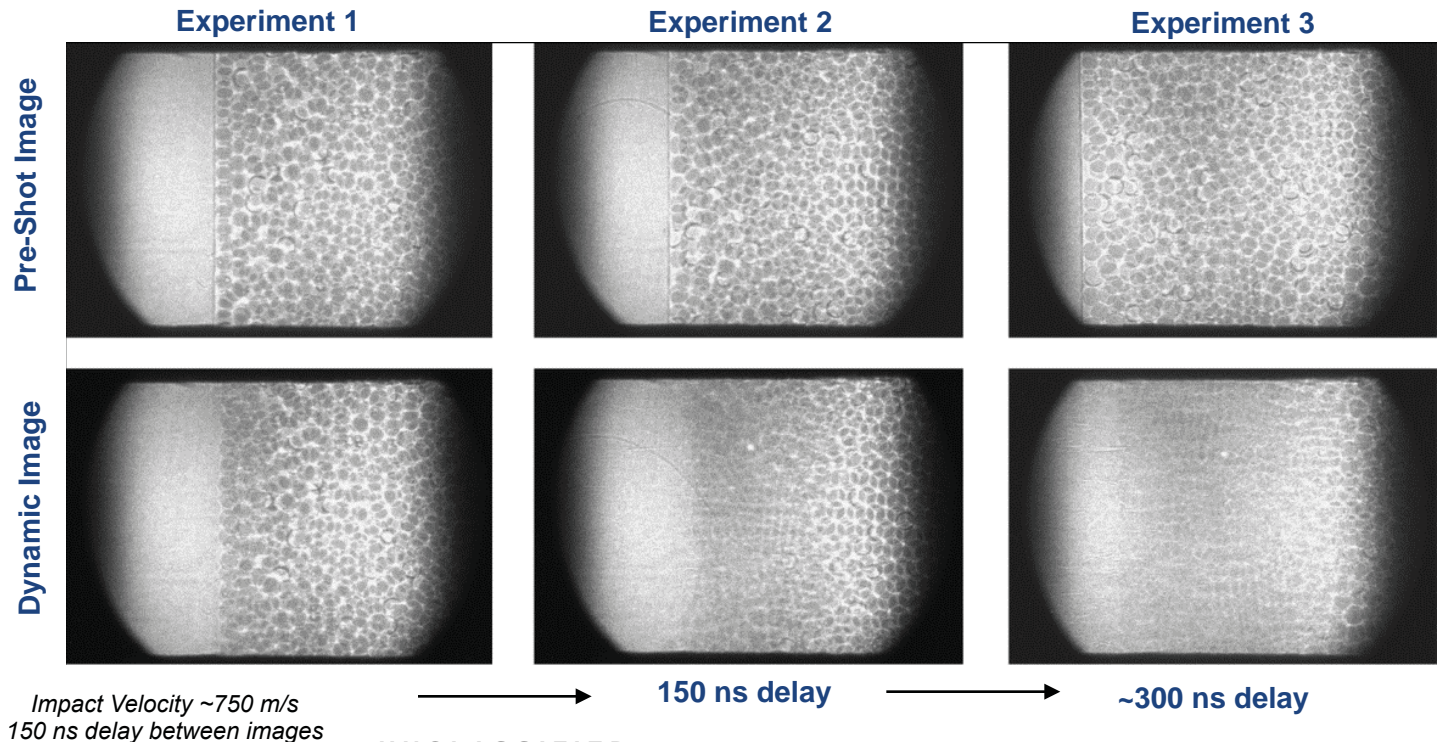 Experiment 1
Experiment 2
Experiment 3
Pre-Shot Image
Dynamic Image
Impact Velocity ~750 m/s
150 ns delay between images
150 ns delay
~300 ns delay